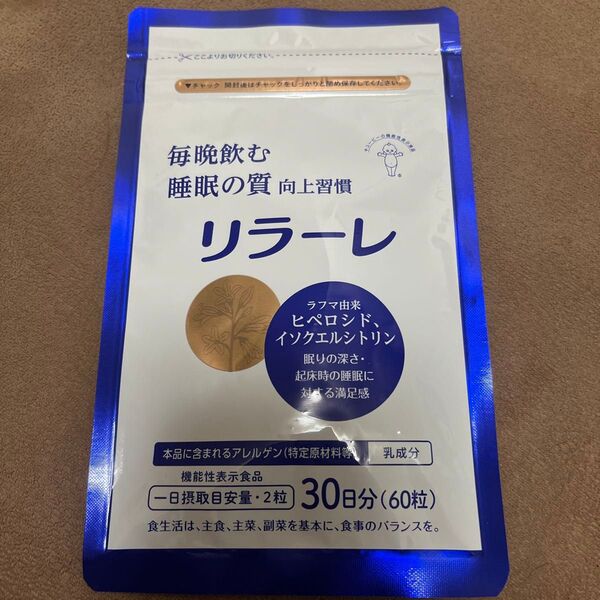 ここよりお切りください。
▼チャック 開封後はチャックをしっかりと閉め保存してください。
毎晩飲む
睡眠の質 向上習慣
リラーレ
ラフマ由来
ヒペロシド、
イソクエルシトリン
眠りの深さ・
起床時の睡眠に
対する満足感
本品に含まれるアレルゲン(特定原材料等) 乳成分
機能性表示食品
一日摂取目安量・2粒 30日分(60粒)
食生活は、主食、主菜、副菜を基本に、食事のバランスを。